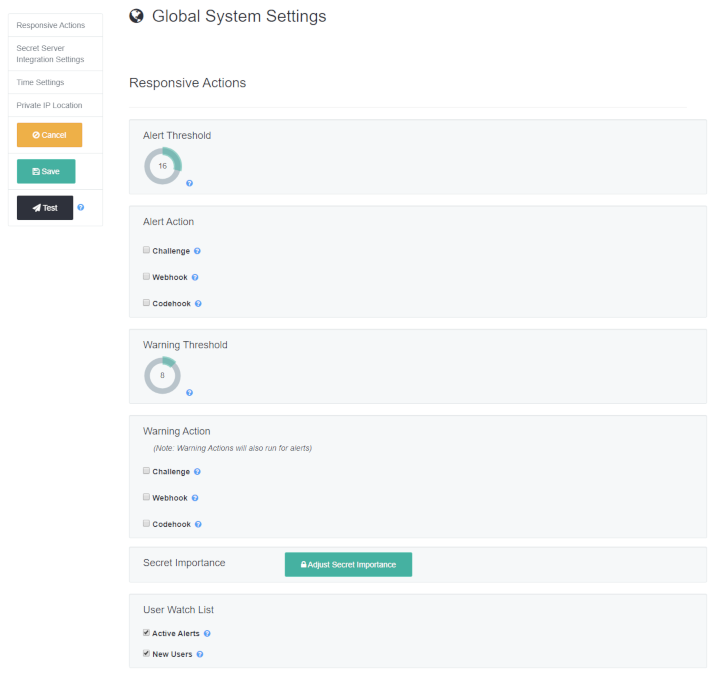 Responsive Actions
Secret Server
Integration Settings
Time Settings
Private IP Location
Cancel
Save
Test
Global System Settings
Responsive Actions
Alert Threshold
16
Alert Action
Challenge
Webhook
Codehook
Warning Threshold
8
Warning Action
(Note: Warning Actions will also run for alerts)
Challenge
Webhook
Codehook
Secret Importance
Adjust Secret Importance
User Watch List
Active Alerts
New Users